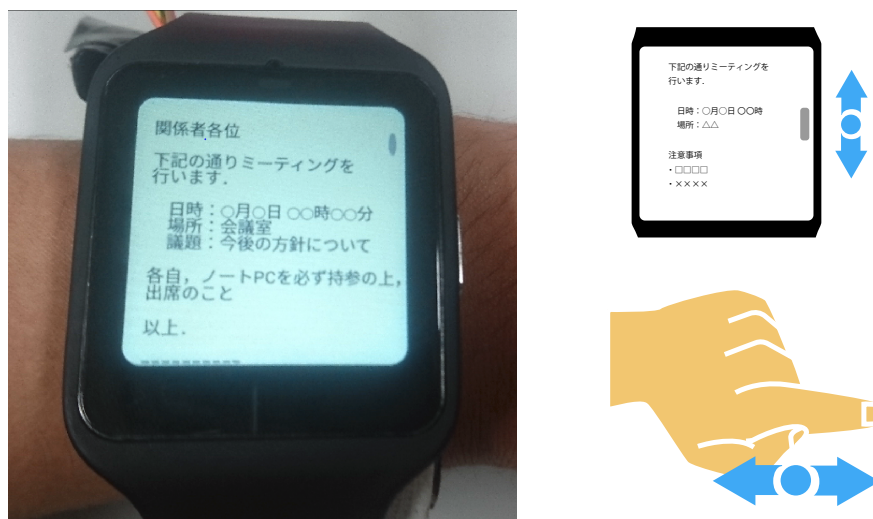 関係者各位
下記の通りミーティングを
行います.
日時：○月○日 ○○時○○分
場所：会議室
議題：今後の方針について
各自，ノートPCを必ず持参の上，
出席のこと
以上.
下記の通りミーティングを
行います.
日時：○月○日 ○○時
場所：△△
注意事項
・□□□□
・××××